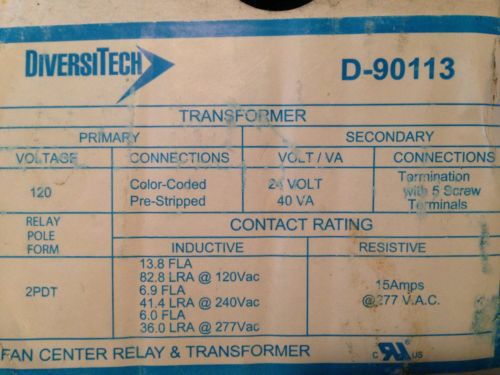 DIVERSITECH
D-90113
TRANSFORMER
PRIMARY
SECONDARY
VOLTAGE
CONNECTIONS
VOLT / VA
CONNECTIONS
120
Color-Coded
Pre-Stripped
24 VOLT
40 VA
Termination
with 5 Screw
Terminals
RELAY
POLE
FORM
CONTACT RATING
INDUCTIVE
RESISTIVE
2PDT
13.8 FLA
82.8 LRA @ 120Vac
6.9 FLA
41.4 LRA @ 240Vac
6.0 FLA
36.0 LRA @ 277Vac
15Amps
@277 V.A.C.
FAN CENTER RELAY & TRANSFORMER
C RU US